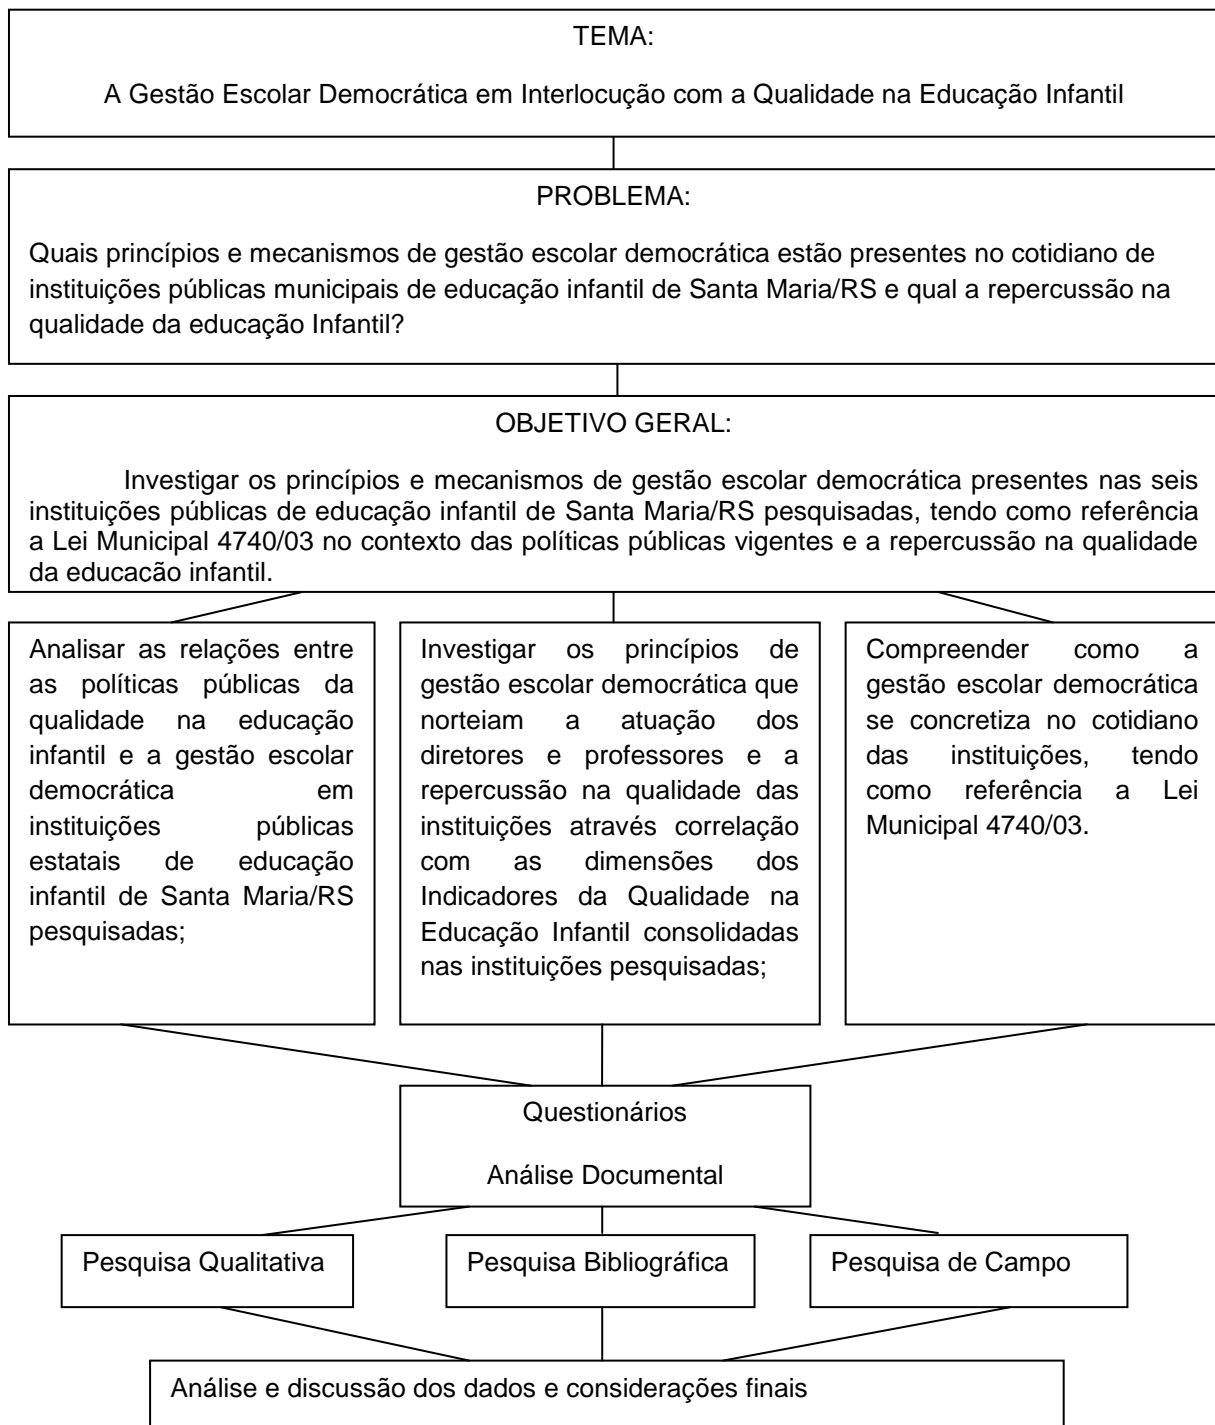 TEMA:
A Gestão Escolar Democrática em Interlocução com a Qualidade na Educação Infantil
PROBLEMA:
Quais princípios e mecanismos de gestão escolar democrática estão presentes no cotidiano de
instituições públicas municipais de educação infantil de Santa Maria/RS e qual a repercussão na
qualidade da educação Infantil?
OBJETIVO GERAL:
Investigar os princípios e mecanismos de gestão escolar democrática presentes nas seis
instituições públicas de educação infantil de Santa Maria/RS pesquisadas, tendo como referência
a Lei Municipal 4740/03 no contexto das políticas públicas vigentes e a repercussão na qualidade
da educação infantil.
Analisar as relações entre
as políticas públicas da
qualidade na educação
infantil e a gestão escolar
democrática em
instituições públicas
estatais de educação
infantil de Santa Maria/RS
pesquisadas;
Investigar os princípios de
gestão escolar democrática que
norteiam a atuação dos
diretores e professores e a
repercussão na qualidade das
instituições através correlação
com as dimensões dos
Indicadores da Qualidade na
Educação Infantil consolidadas
nas instituições pesquisadas;
Compreender como a
gestão escolar democrática
se concretiza no cotidiano
das instituições, tendo
como referência a Lei
Municipal 4740/03.
Questionários
Análise Documental
Pesquisa Qualitativa
Pesquisa Bibliográfica
Pesquisa de Campo
Análise e discussão dos dados e considerações finais